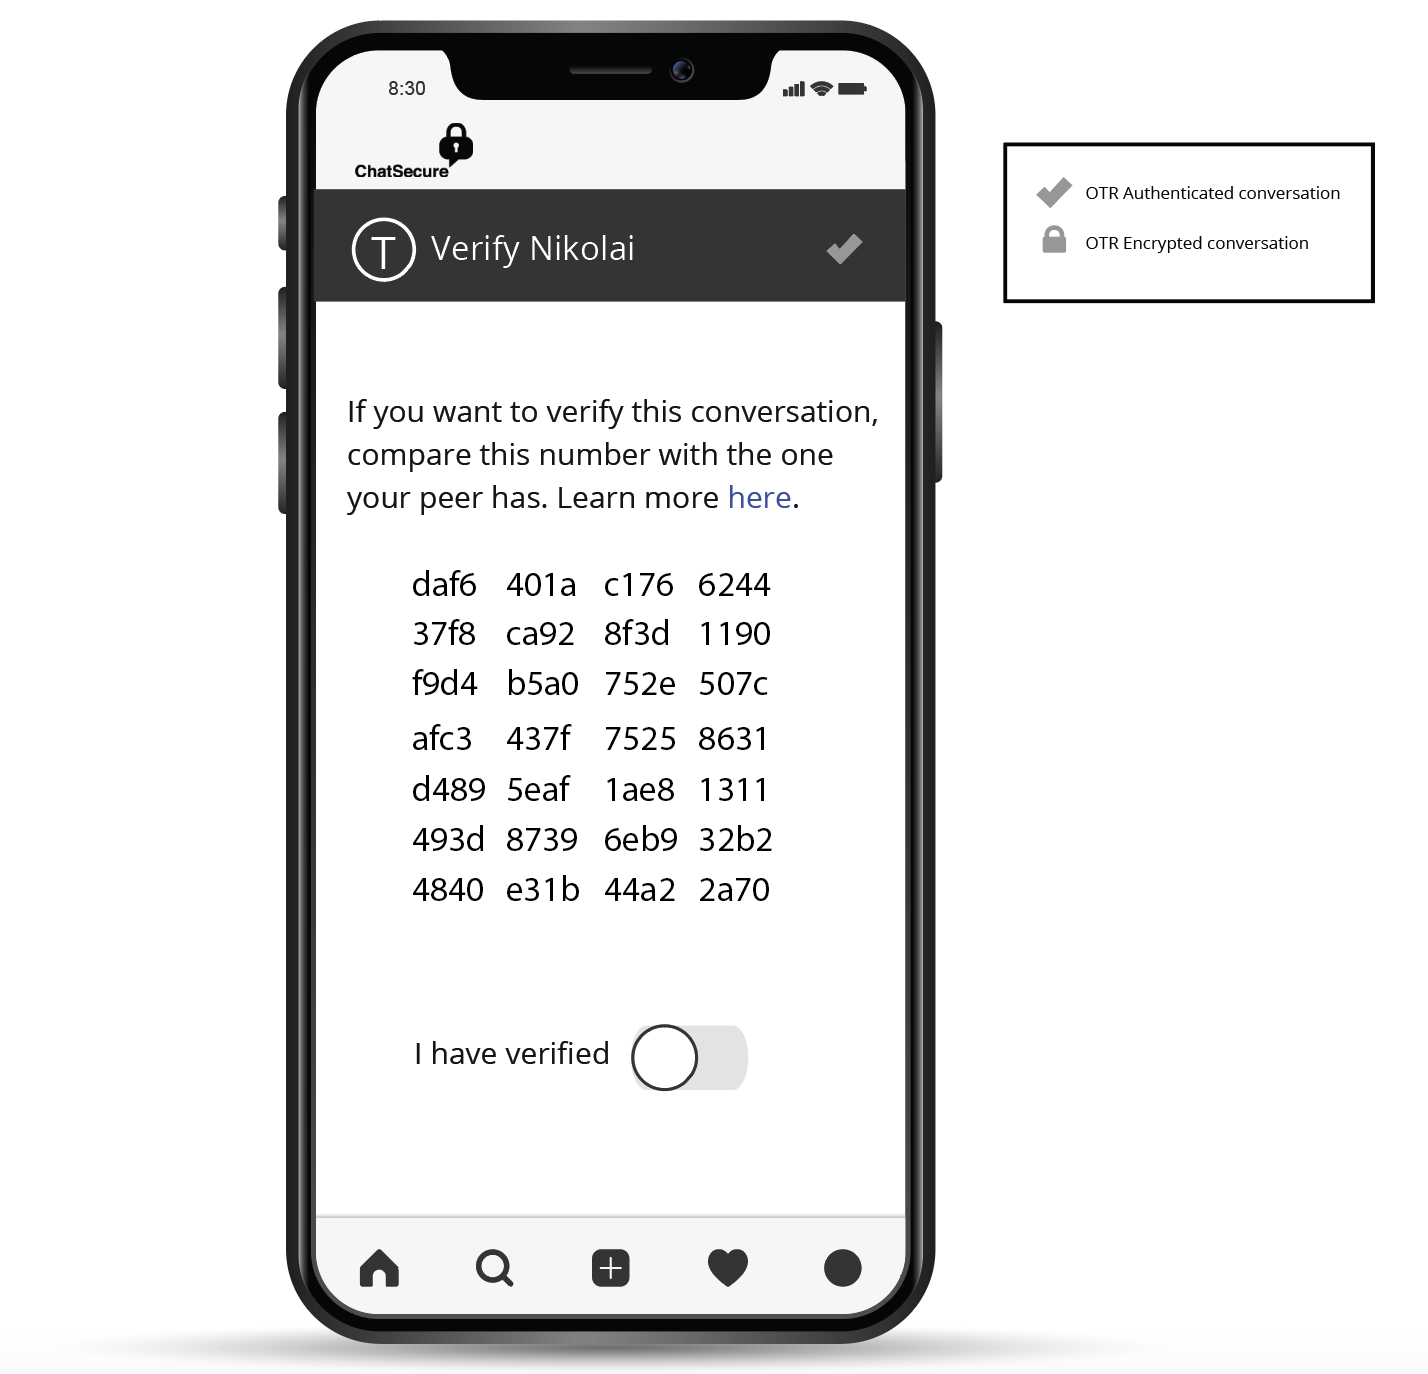 8:30
ChatSecure
T Verify Nikolai
OTR Authenticated conversation
OTR Encrypted conversation
If you want to verify this conversation,
compare this number with the one
your peer has. Learn more here.
daf6 401a c176 6244
37f8 ca92 8f3d 1190
f9d4 b5a0 752e 507c
afc3 437f 7525 8631
d489 5eaf 1ae8 1311
493d 8739 6eb9 32b2
4840 e31b 44a2 2a70
I have verified